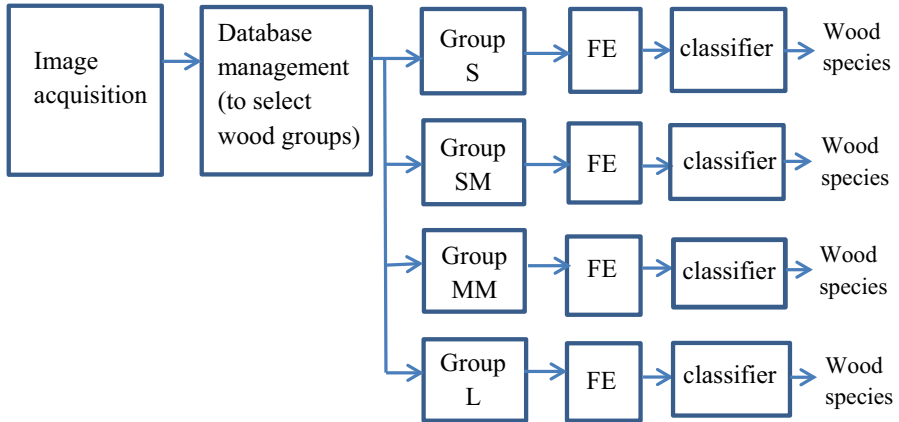 Image
acquisition
Database
management
(to select
wood groups)
Group
S
FE
classifier
Wood
species
Group
SM
FE
classifier
Wood
species
Group
MM
FE
classifier
Wood
species
Group
L
FE
classifier
Wood
species